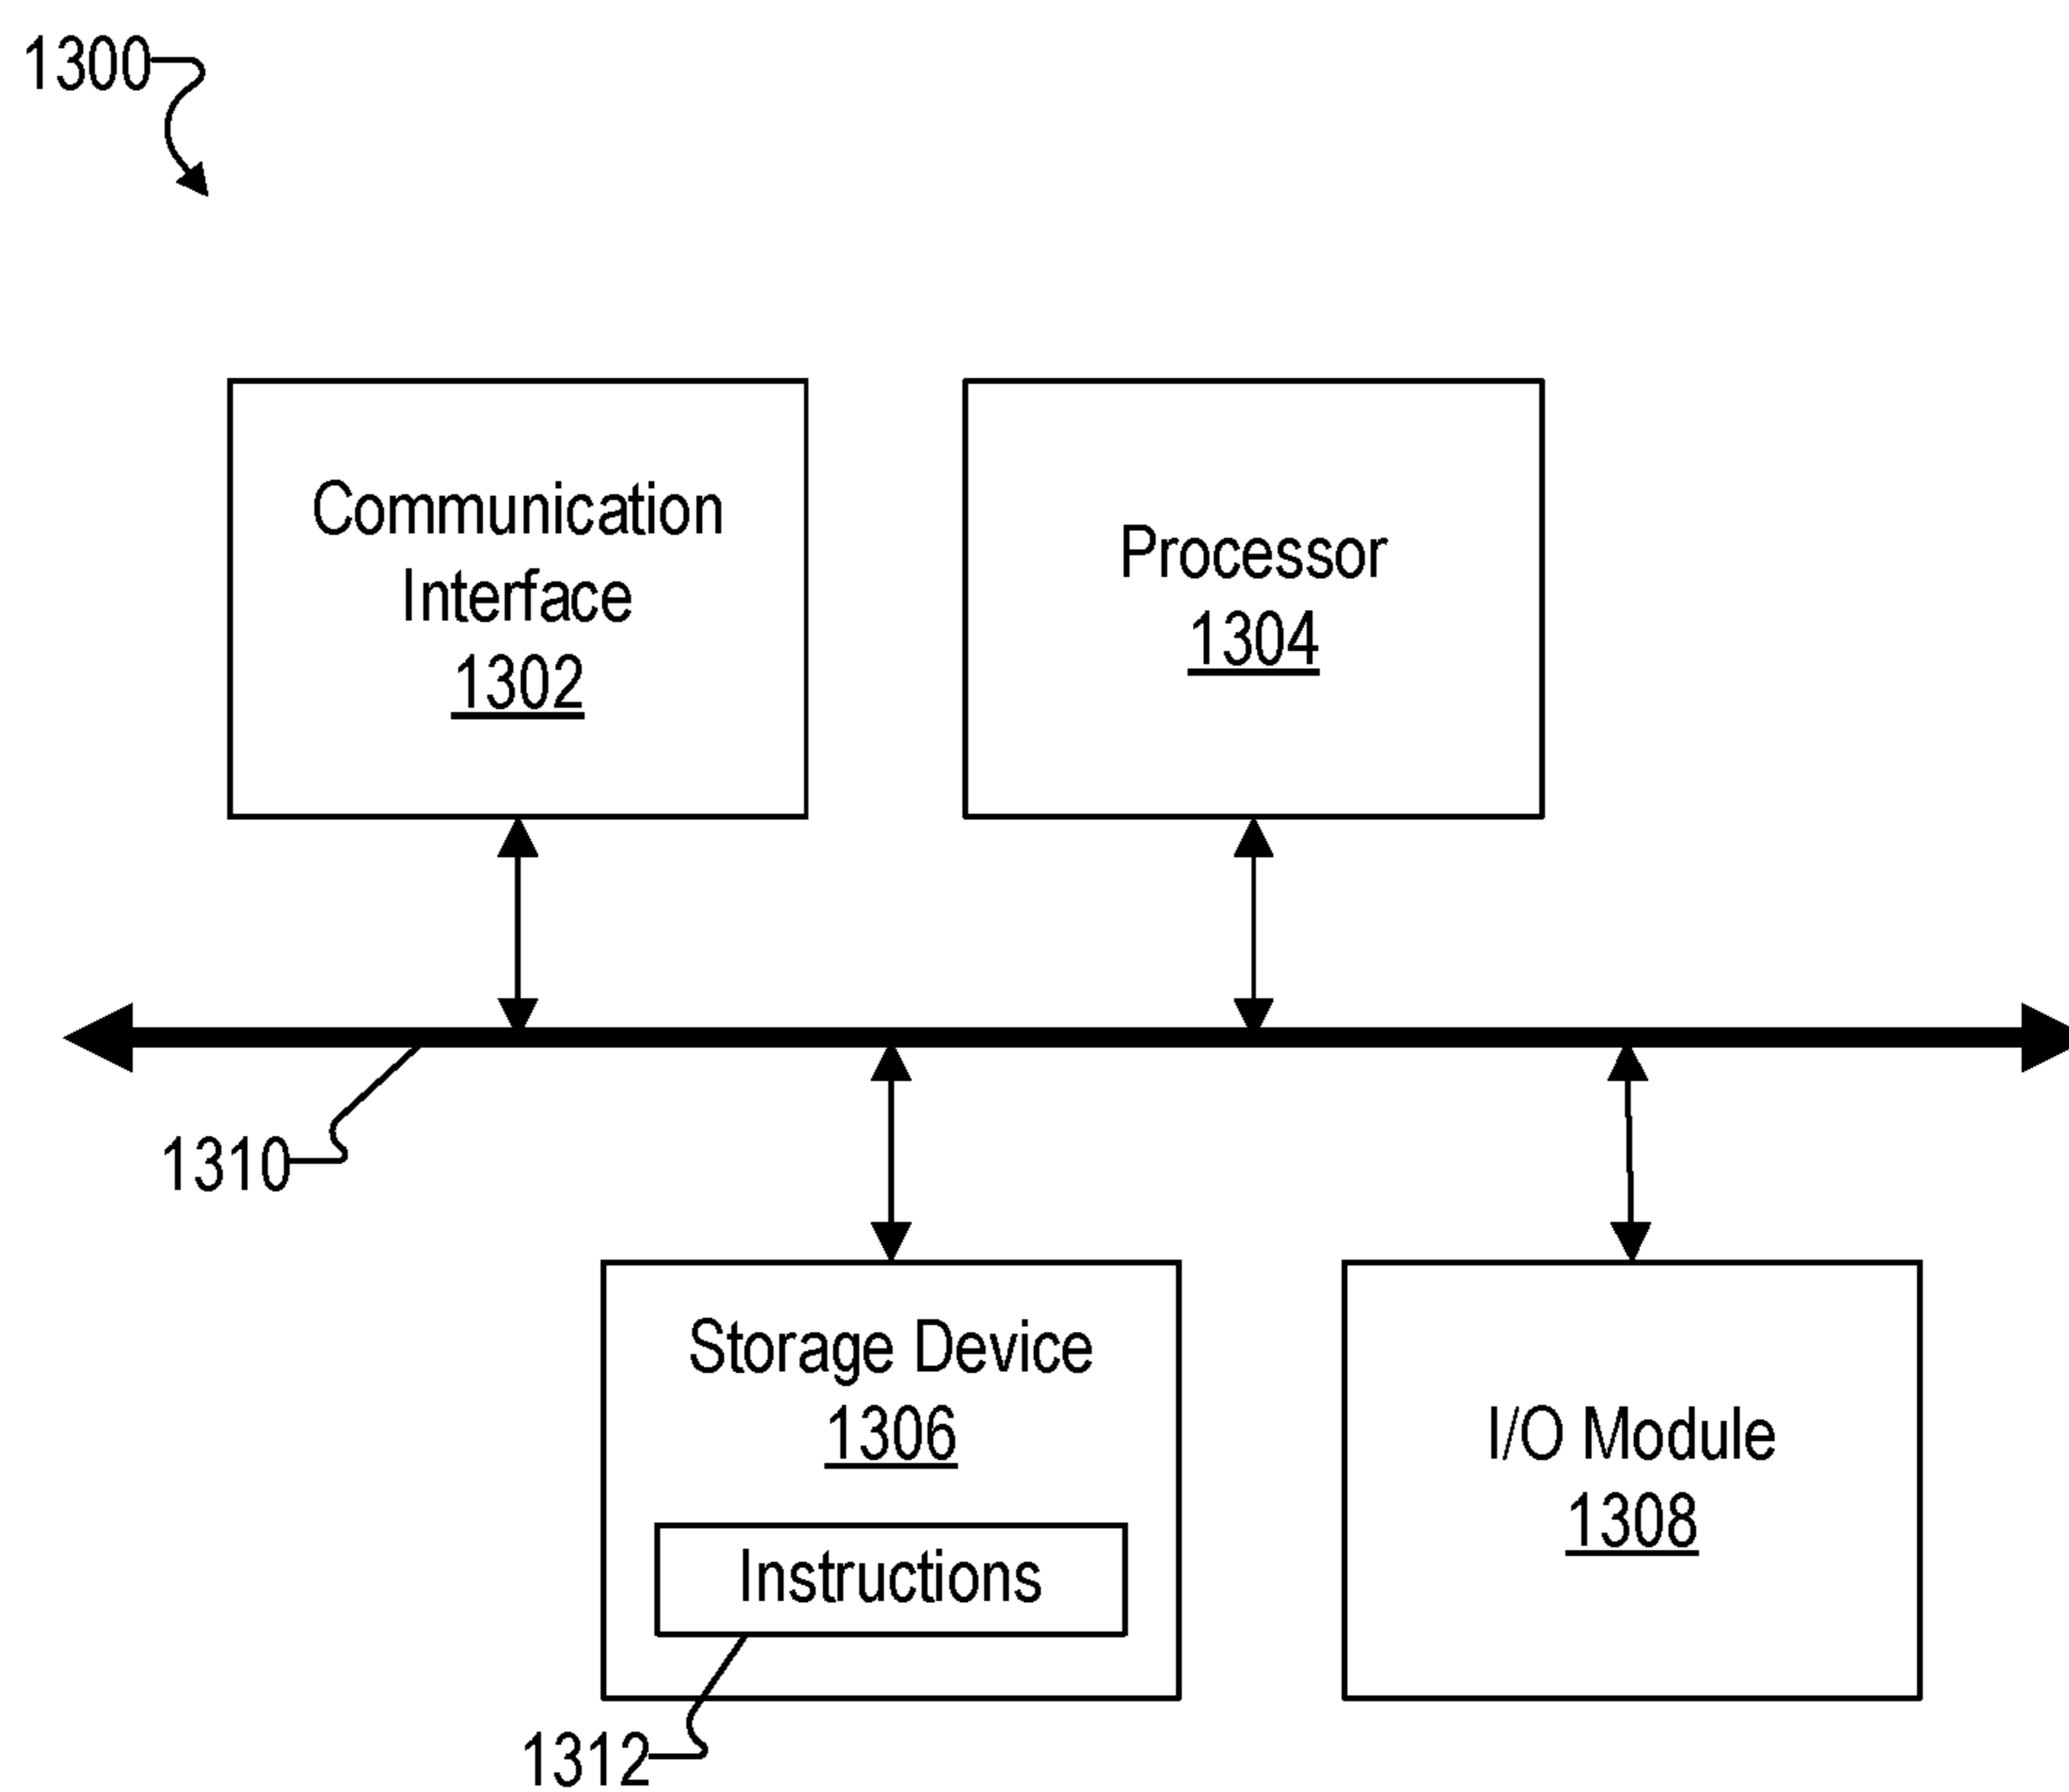 1300
Communication
Interface
1302
Processor
1304
1310
Storage Device
1306
Instructions
1312
I/O Module
1308